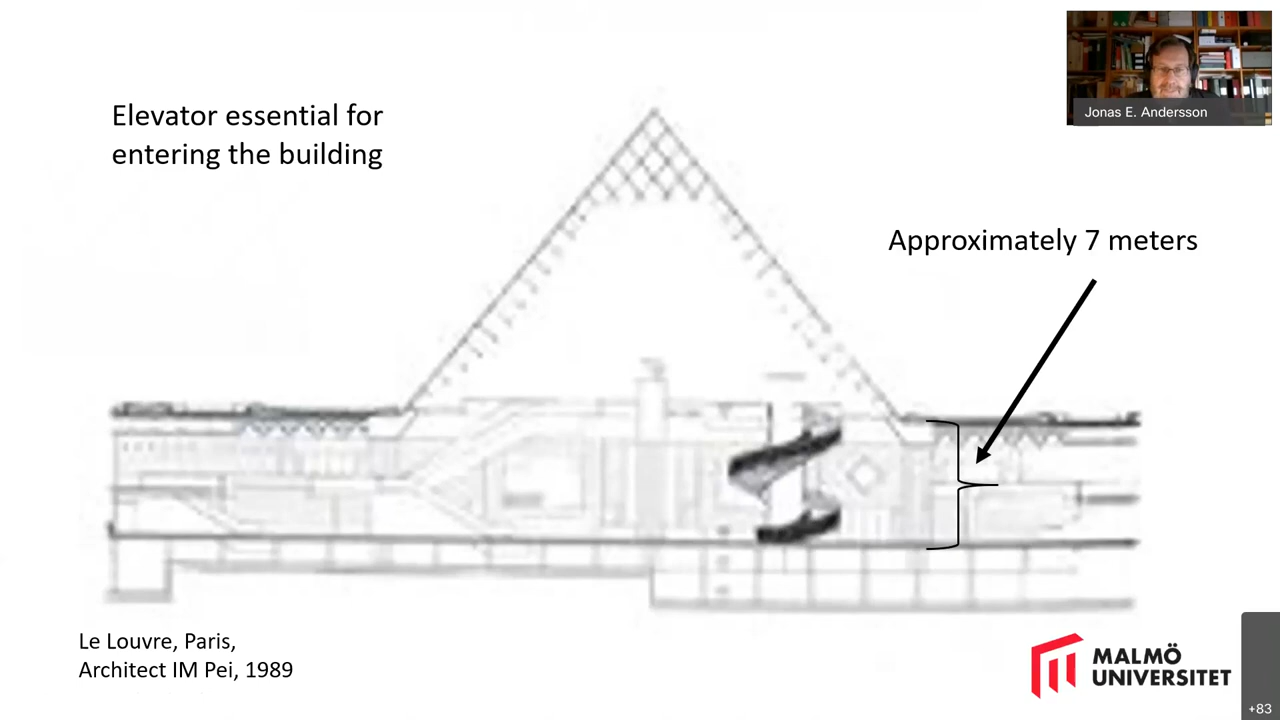 Elevator essential for
entering the building
Jonas E. Andersson
Approximately 7 meters
Le Louvre, Paris,
Architect IM Pei, 1989
MALMÖ
UNIVERSITET
+83